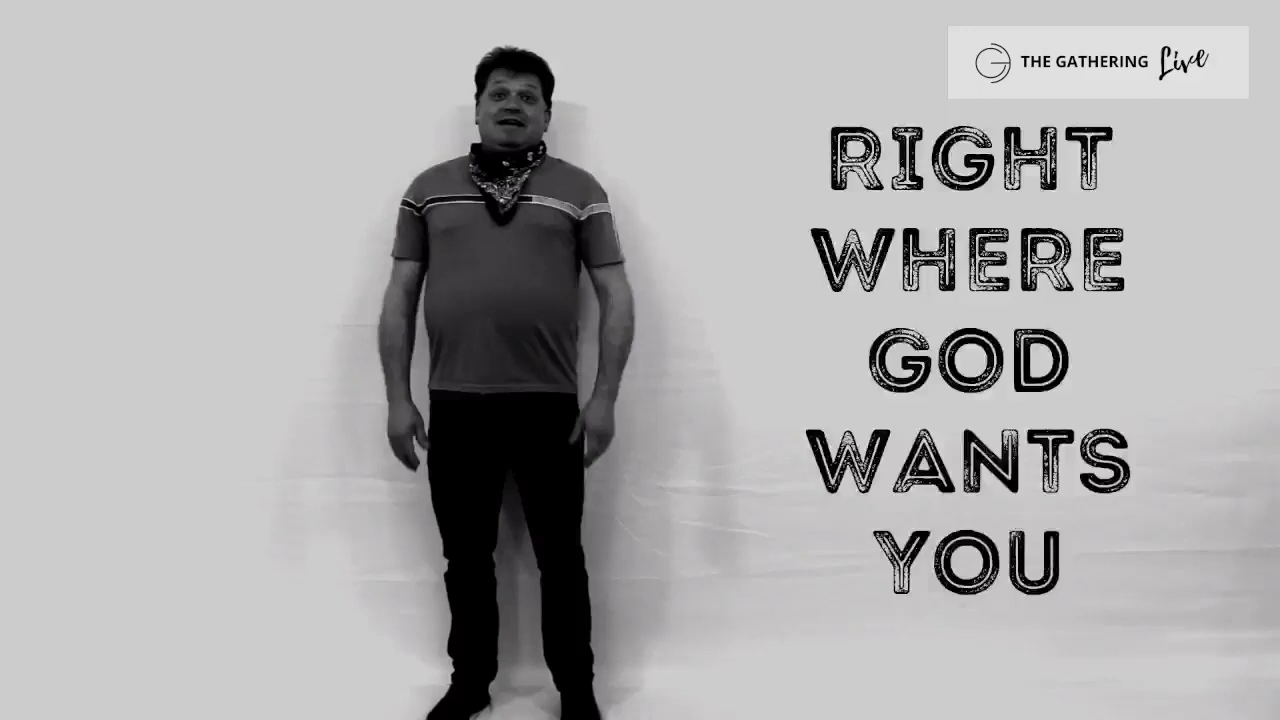 THE GATHERING Live
RIGHT
WHERE
GOD
WANTS
YOU